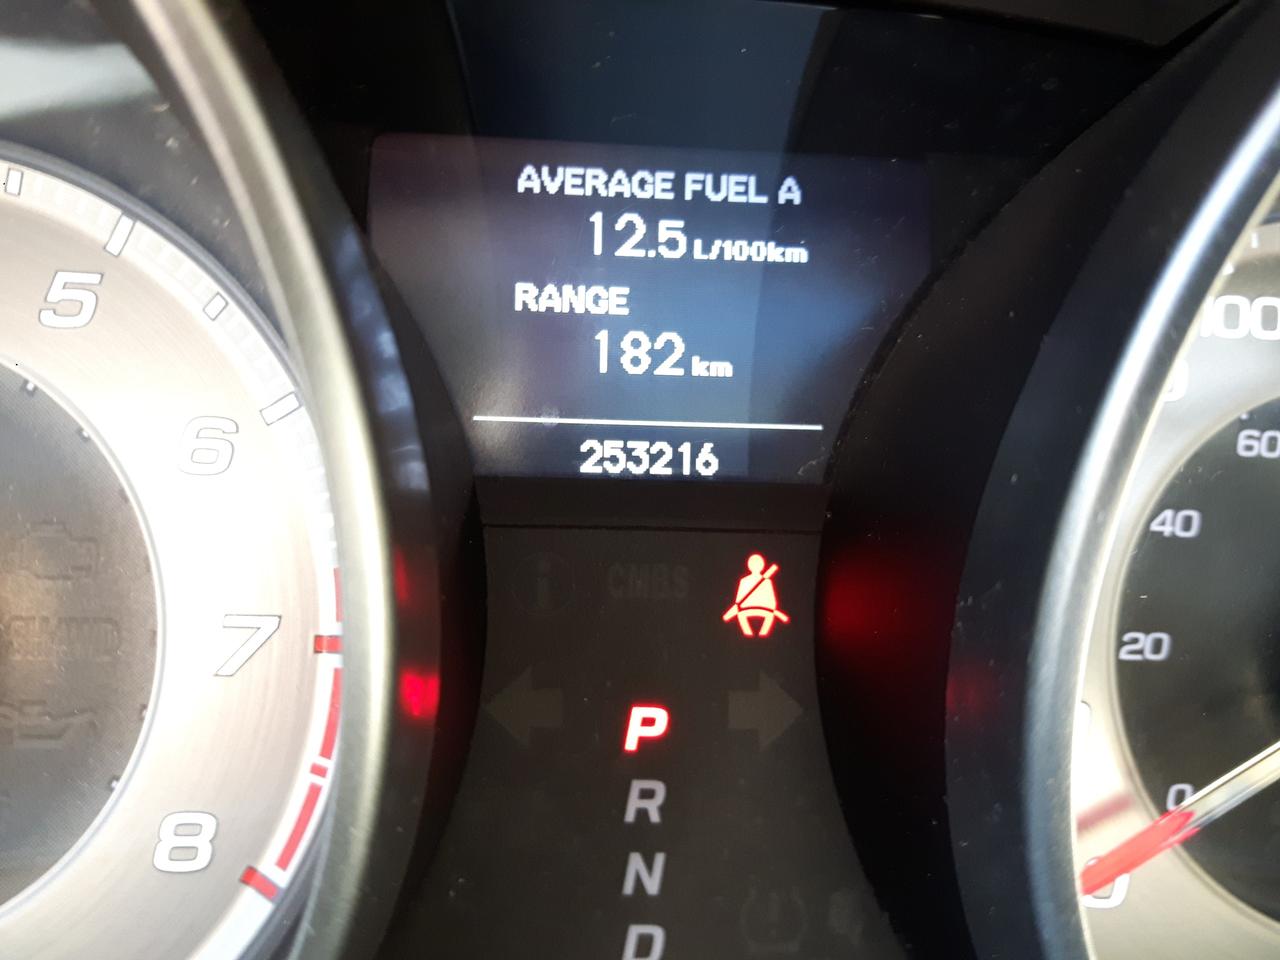 AVERAGE FUEL A
12.5 L/100km
RANGE
182 km
253216
CMBS
P
R
N
D
5
6
7
8
100
60
40
20
0
0